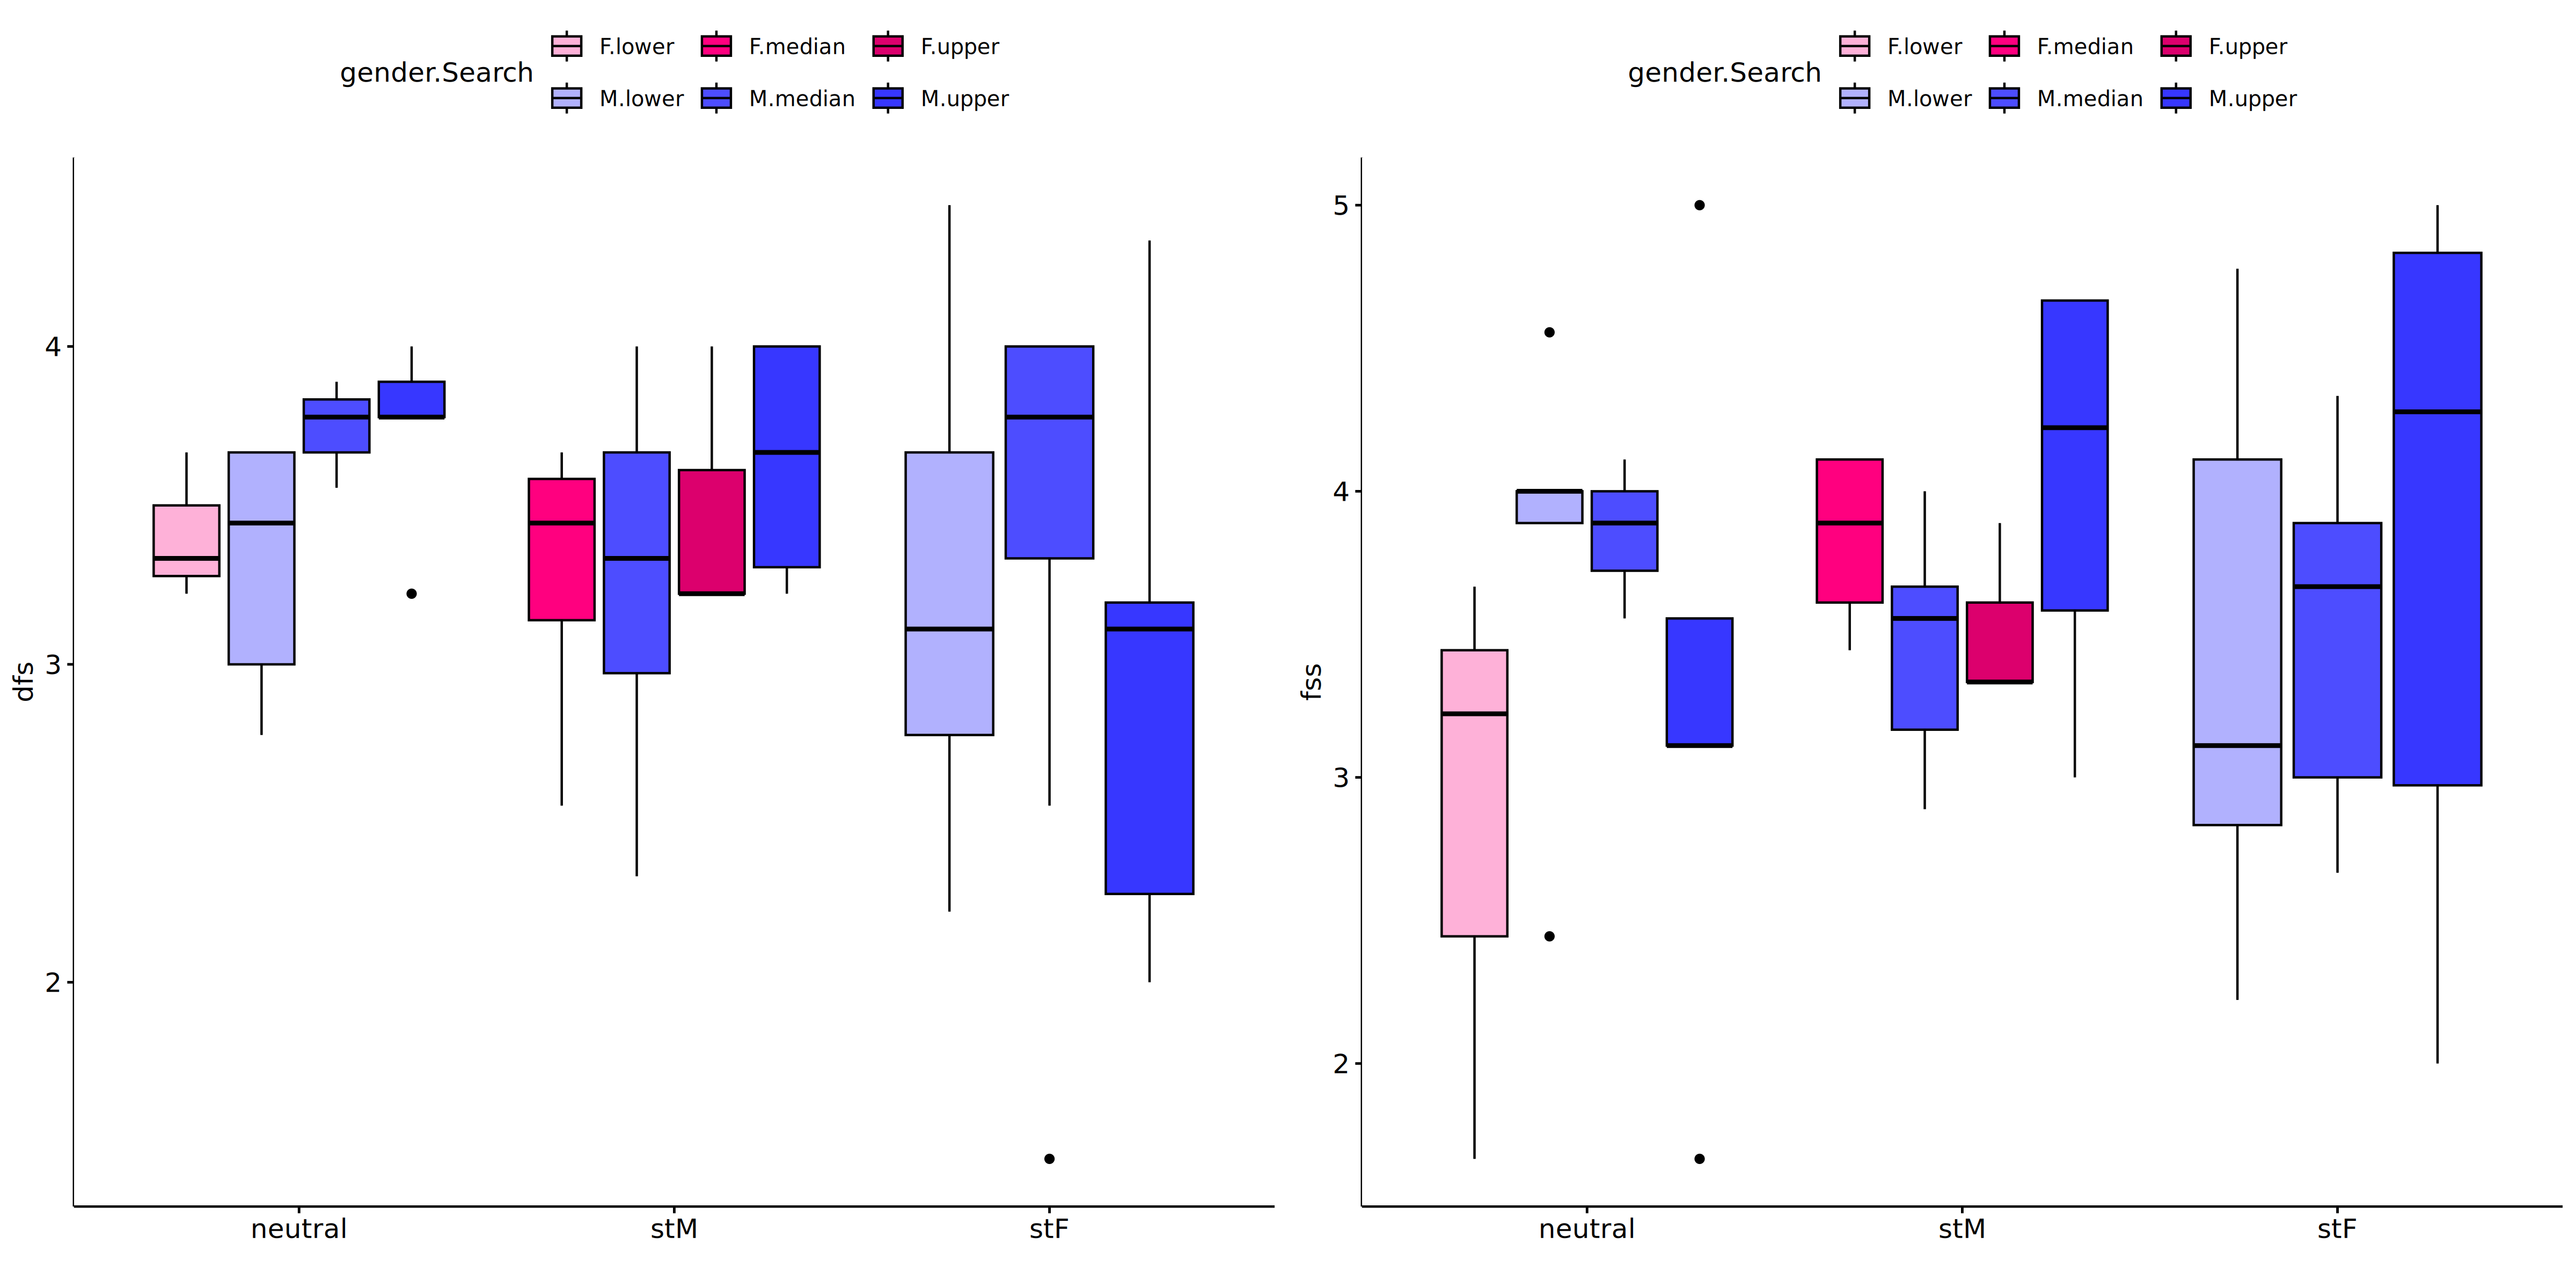 gender.Search
F.lower F.median F.upper
M.lower M.median M.upper
dfs
4
3
2
neutral stM stF
gender.Search
F.lower F.median F.upper
M.lower M.median M.upper
fss
5
4
3
2
neutral stM stF